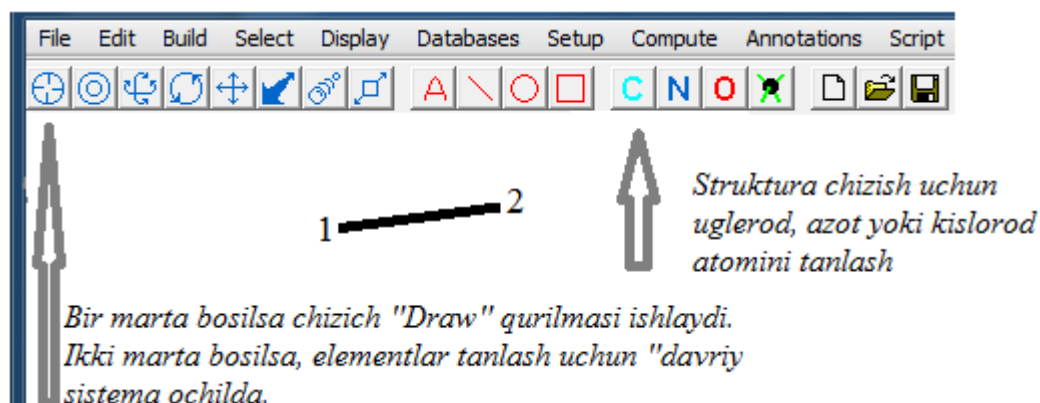 File Edit Build Select Display Databases Setup Compute Annotations Script
A C N O
1 2
Struktura chizish uchun
uglerod, azot yoki kislorod
atomini tanlash
Bir marta bosilsa chizich "Draw" qurilmasi ishlaydi.
Ikki marta bosilsa, elementlar tanlash uchun "davriy
sistema ochilda.